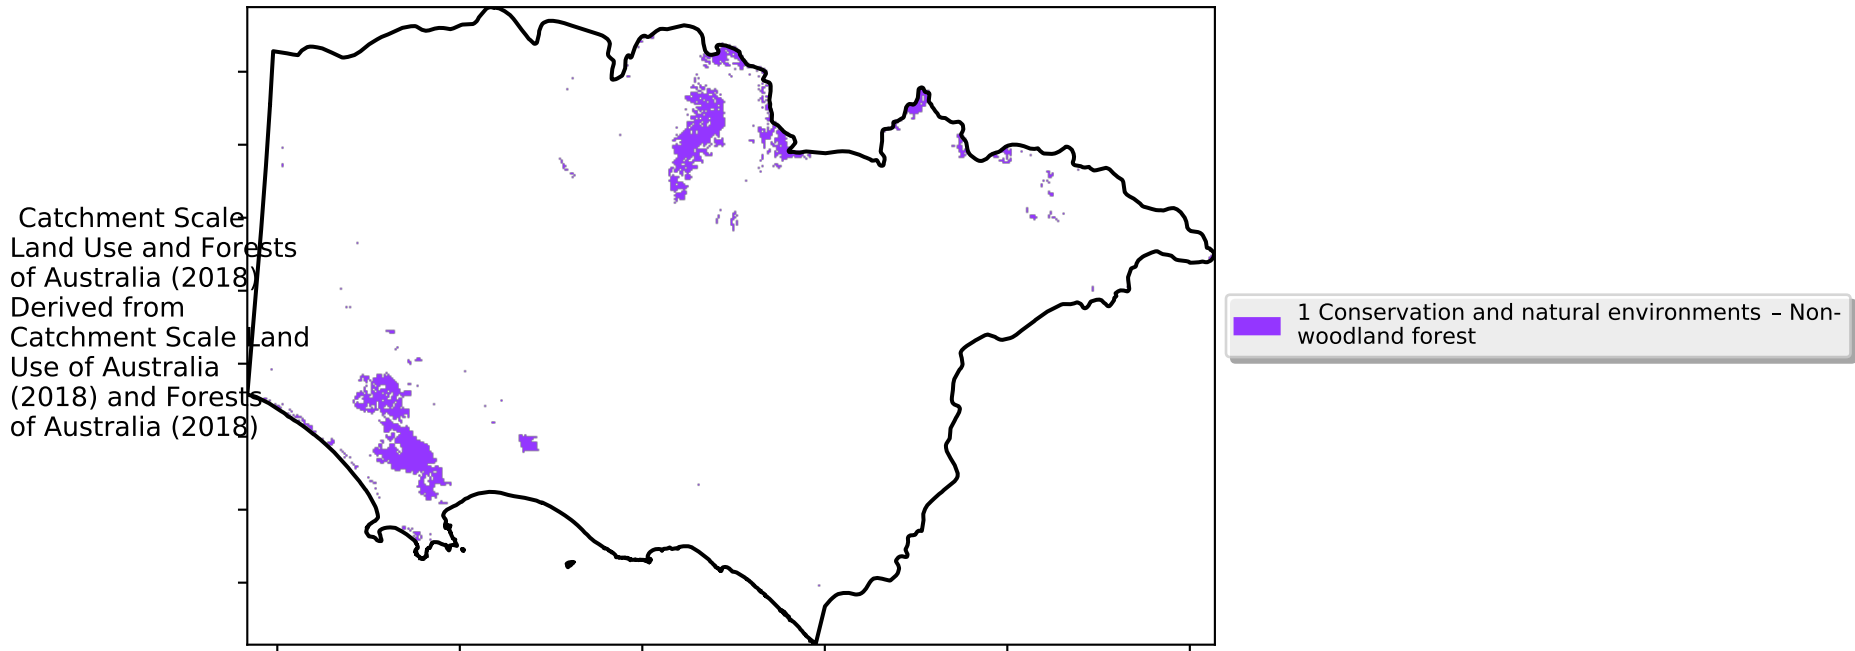 Catchment Scale
Land Use and Forests
of Australia (2018)
Derived from
Catchment Scale Land
Use of Australia
(2018) and Forests
of Australia (2018)
1 Conservation and natural environments – Non-
woodland forest